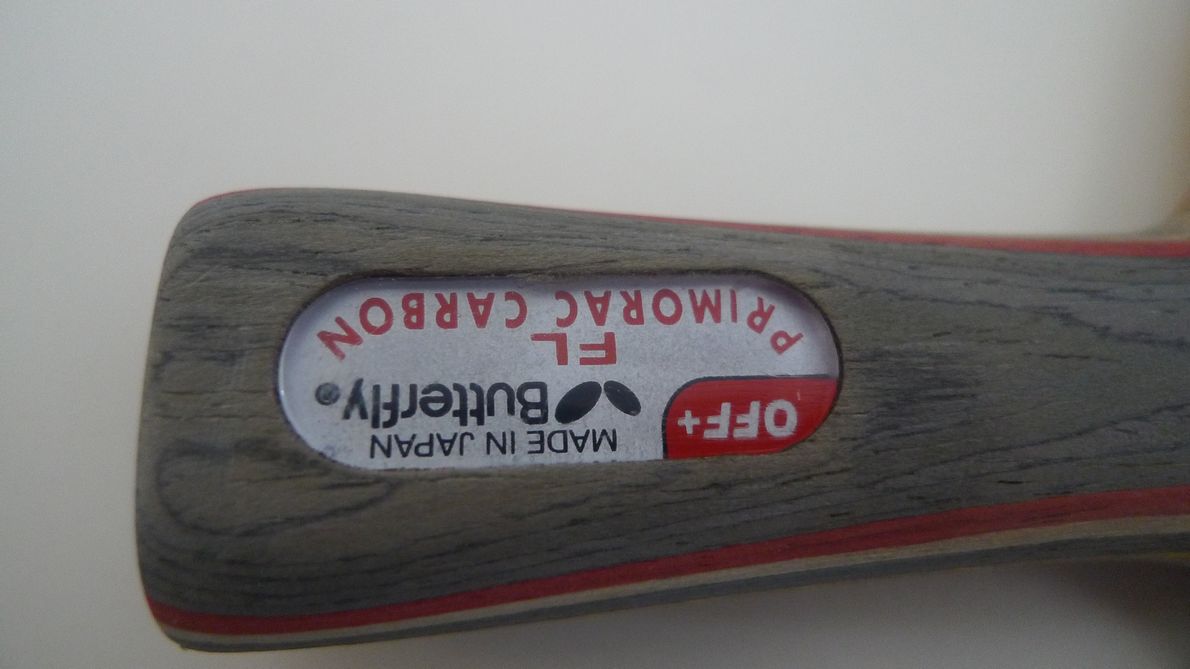 OFF+
MADE IN JAPAN
Butterfly®
FL
PRIMORAC CARBON